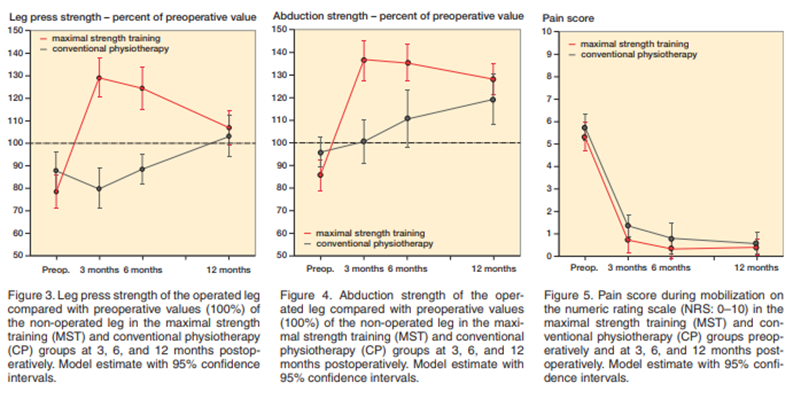 Leg press strength – percent of preoperative value
150
140
130
120
110
100
90
80
70
60
50
maximal strength training
conventional physiotherapy
Preop.
3 months
6 months
12 months
Figure 3. Leg press strength of the operated leg
compared with preoperative values (100%) of
the non-operated leg in the maximal strength
training (MST) and conventional physiotherapy
(CP) groups at 3, 6, and 12 months postop-
eratively. Model estimate with 95% confidence
intervals.
Abduction strength – percent of preoperative value
150
140
130
120
110
100
90
80
70
60
50
maximal strength training
conventional physiotherapy
Preop.
3 months
6 months
12 months
Figure 4. Abduction strength of the oper-
ated leg compared with preoperative values
(100%) of the non-operated leg in the maxi-
mal strength training (MST) and conventional
physiotherapy (CP) groups at 3, 6, and 12
months postoperatively. Model estimate with
95% confidence intervals.
Pain score
10
9
8
7
6
5
4
3
2
1
0
maximal strength training
conventional physiotherapy
Preop.
3 months
6 months
12 months
Figure 5. Pain score during mobilization on
the numeric rating scale (NRS: 0–10) in the
maximal strength training (MST) and con-
ventional physiotherapy (CP) groups preop-
eratively and at 3, 6, and 12 months post-
operatively. Model estimate with 95% confi-
dence intervals.